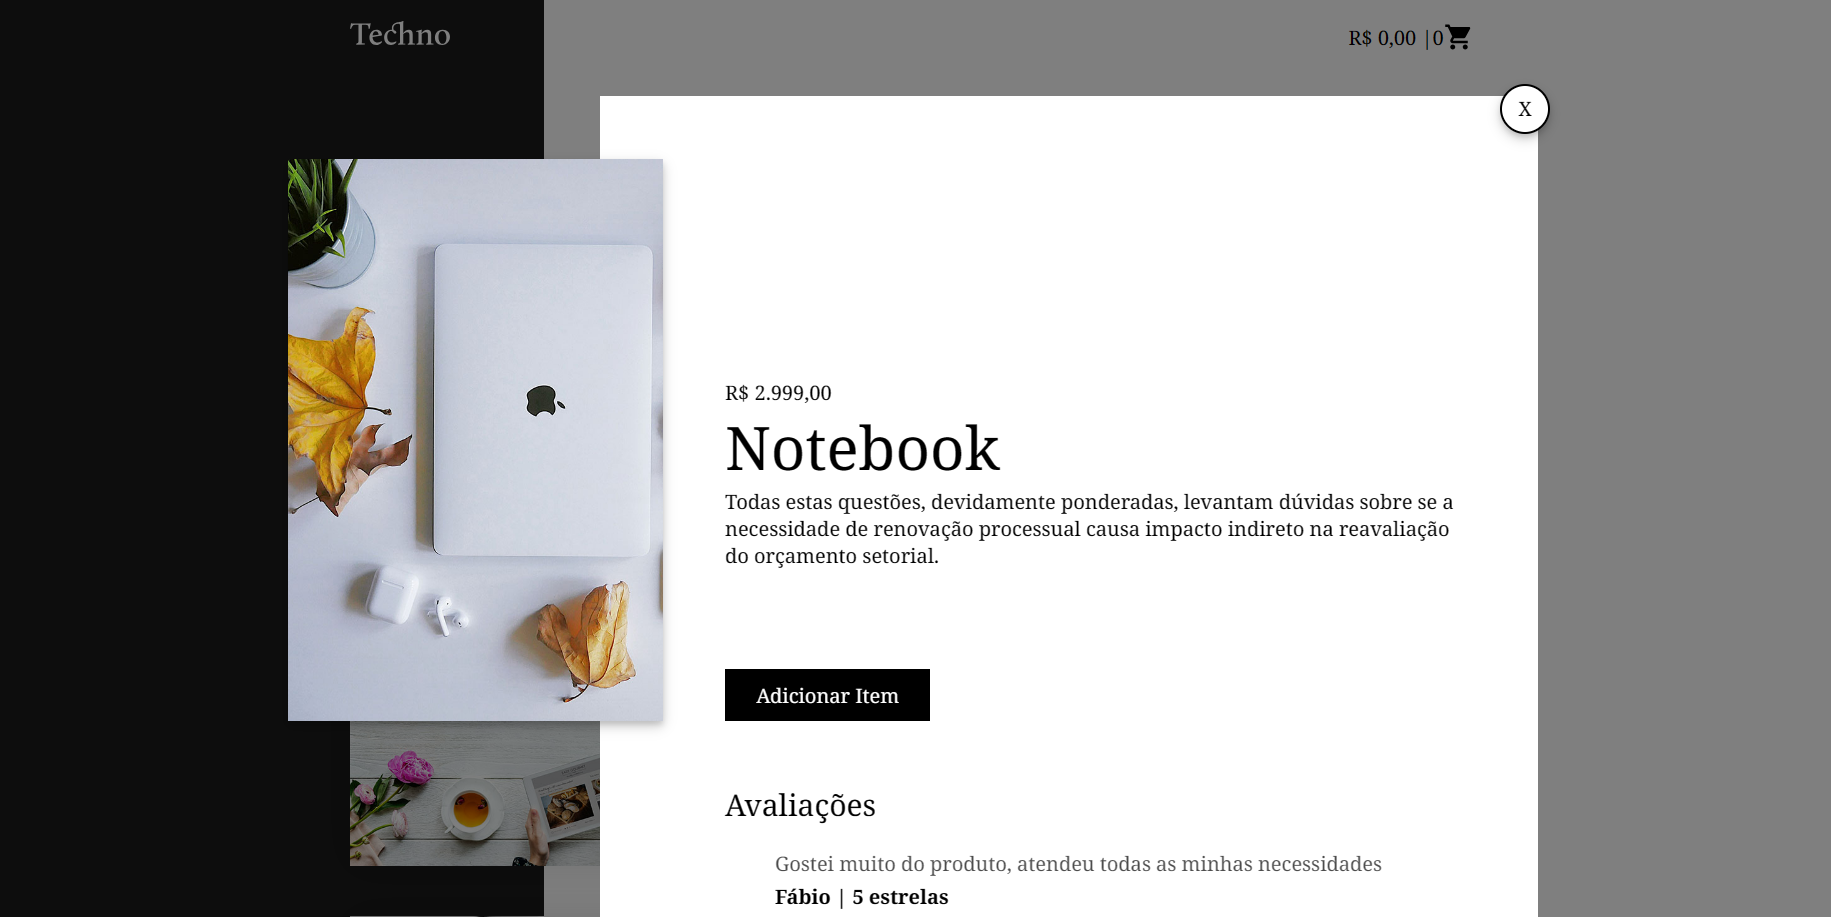 Techno
R$ 0,00 |0
X
R$ 2.999,00
Notebook
Todas estas questões, devidamente ponderadas, levantam dúvidas sobre se a
necessidade de renovação processual causa impacto indireto na reavaliação
do orçamento setorial.
Adicionar Item
Avaliações
Gostei muito do produto, atendeu todas as minhas necessidades
Fábio | 5 estrelas